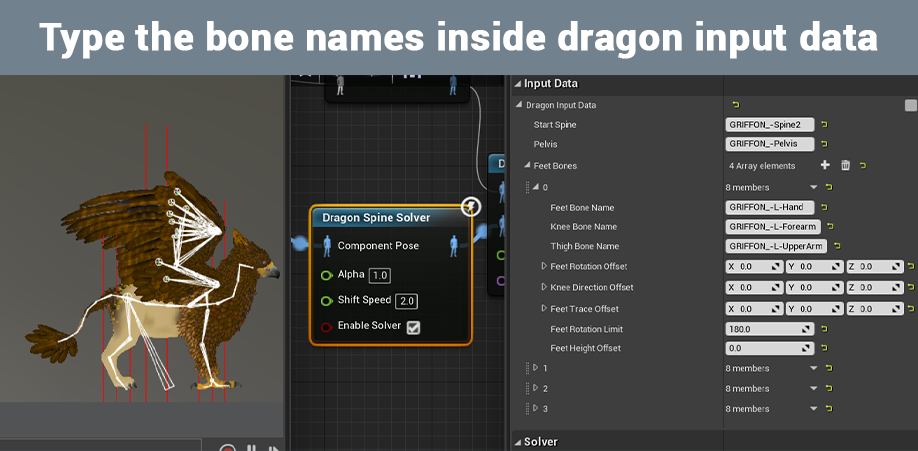 Type the bone names inside dragon input data
Input Data
Dragon Input Data
Start Spine GRIFFON_-Spine2
Pelvis GRIFFON_-Pelvis
Feet Bones 4 Array elements
0 8 members
Feet Bone Name GRIFFON_-L-Hand
Knee Bone Name GRIFFON_-L-Forearm
Thigh Bone Name GRIFFON_-L-UpperArm
Feet Rotation Offset X 0.0 Y 0.0 Z 0.0
Knee Direction Offset X 0.0 Y 0.0 Z 0.0
Feet Trace Offset X 0.0 Y 0.0 Z 0.0
Feet Rotation Limit 180.0
Feet Height Offset 0.0
1 8 members
2 8 members
3 8 members
Solver
Dragon Spine Solver
Component Pose
Alpha 1.0
Shift Speed 2.0
Enable Solver
D